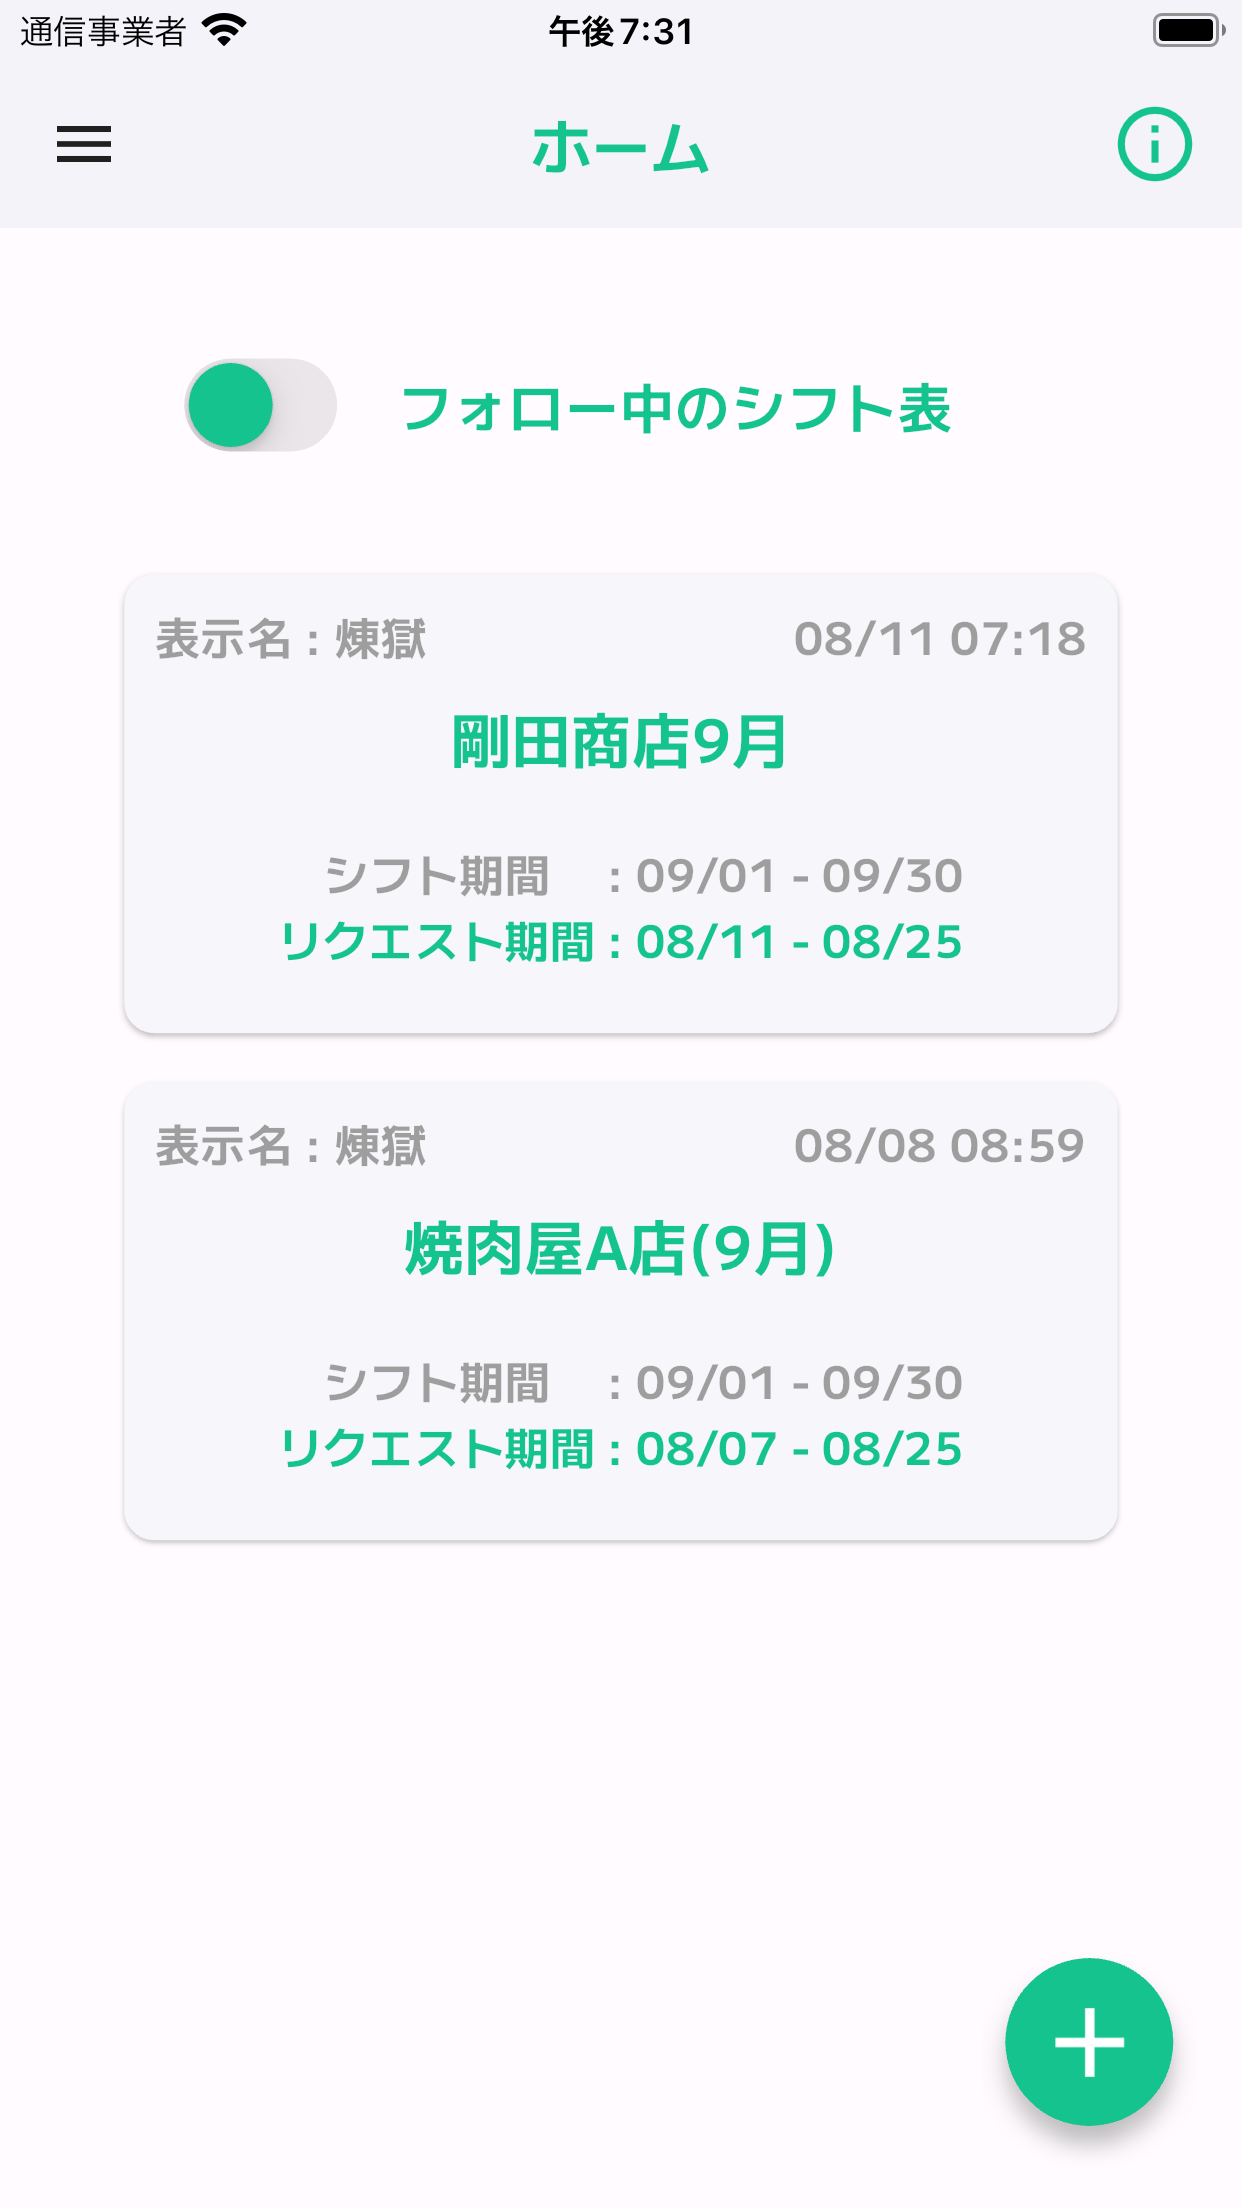 通信事業者 午後7:31
ホーム
フォロー中のシフト表
表示名 : 煉獄 08/11 07:18
剛田商店9月
シフト期間　 : 09/01 - 09/30
リクエスト期間 : 08/11 - 08/25
表示名 : 煉獄 08/08 08:59
焼肉屋A店(9月)
シフト期間　 : 09/01 - 09/30
リクエスト期間 : 08/07 - 08/25